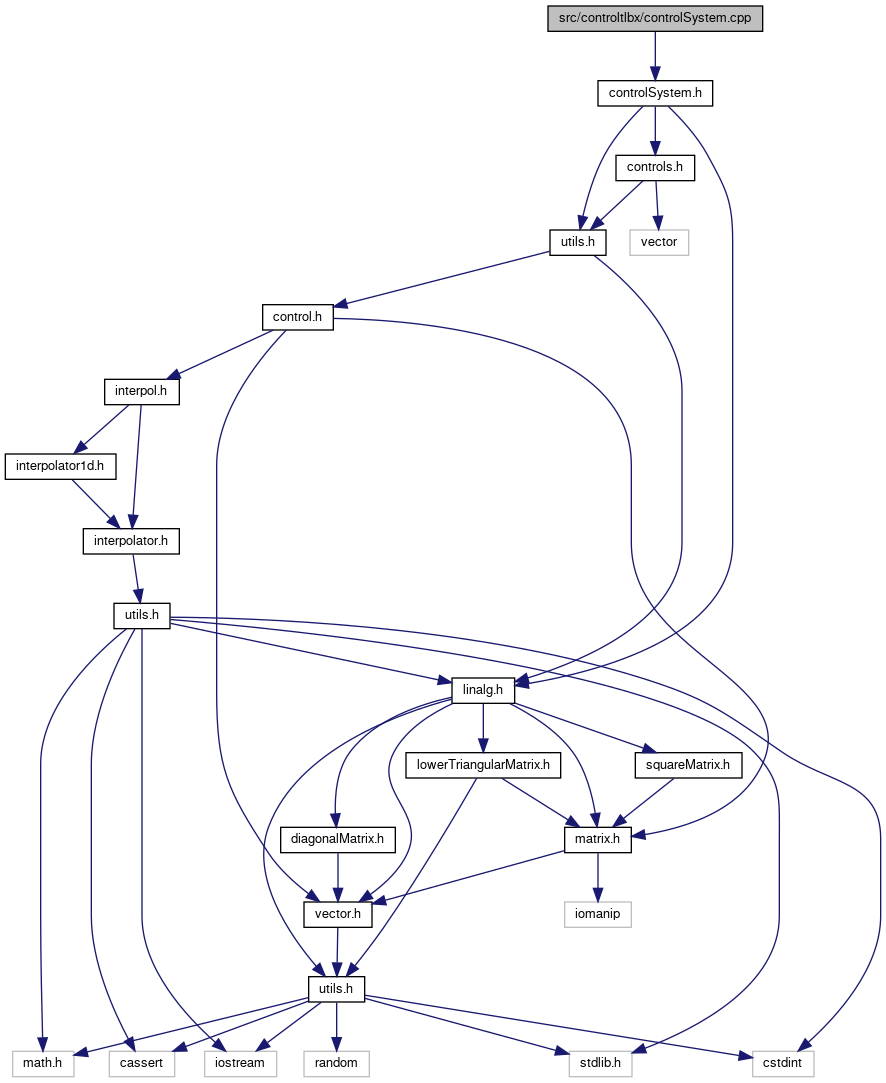 src/controltlbx/controlSystem.cpp
controlSystem.h
controls.h
utils.h
vector
control.h
interpol.h
interpolator1d.h
interpolator.h
utils.h
linalg.h
lowerTriangularMatrix.h
squareMatrix.h
diagonalMatrix.h
matrix.h
vector.h
iomanip
utils.h
math.h
cassert
iostream
random
stdlib.h
cstdint